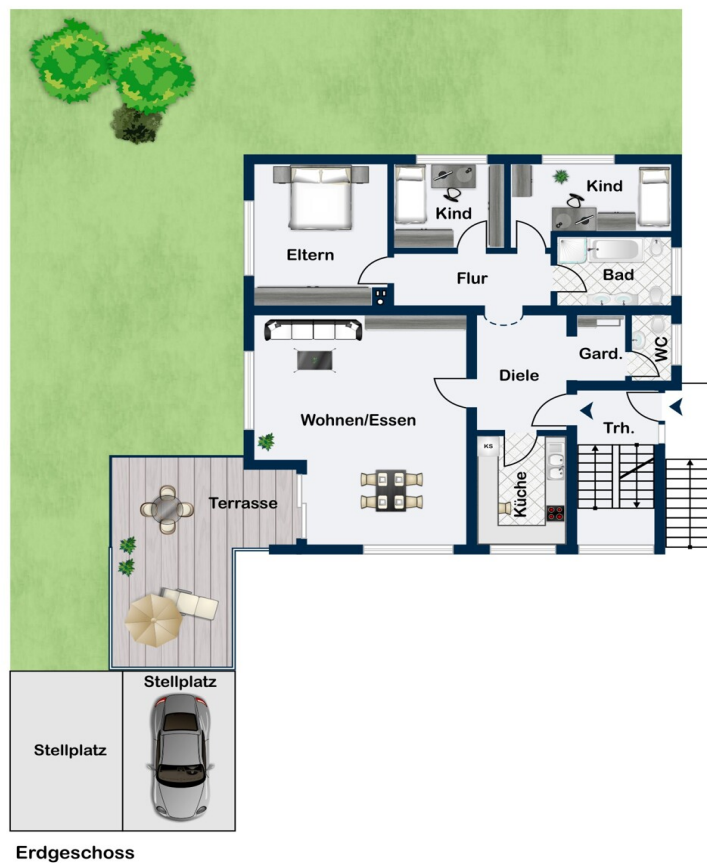 Kind
Kind
Eltern
Flur
Bad
Gard.
WC
Diele
Wohnen/Essen
Trh.
KS
Küche
Terrasse
Stellplatz
Stellplatz
Erdgeschoss